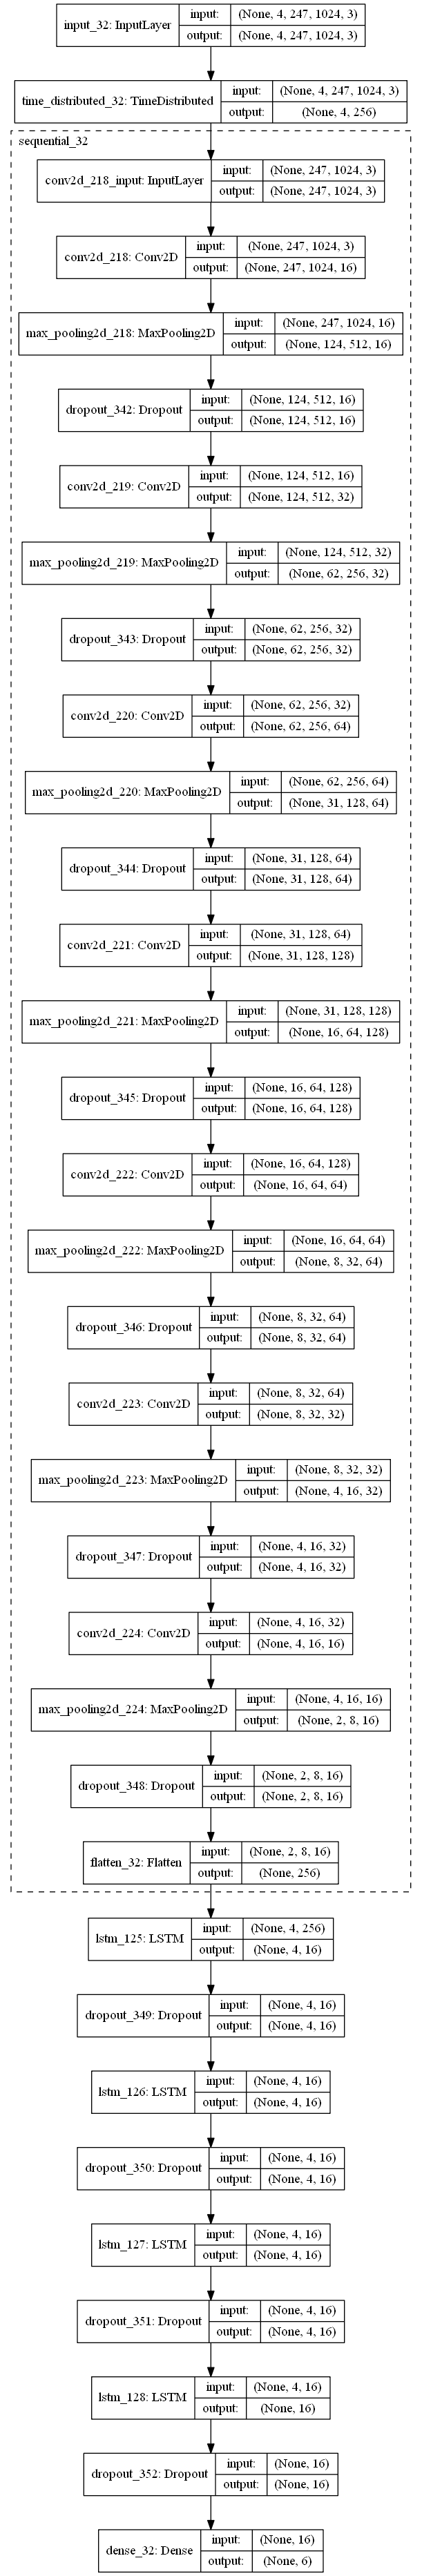 input_32: InputLayer input: (None, 4, 247, 1024, 3)
output: (None, 4, 247, 1024, 3)
time_distributed_32: TimeDistributed input: (None, 4, 247, 1024, 3)
output: (None, 4, 256)
sequential_32
conv2d_218_input: InputLayer input: (None, 247, 1024, 3)
output: (None, 247, 1024, 3)
conv2d_218: Conv2D input: (None, 247, 1024, 3)
output: (None, 247, 1024, 16)
max_pooling2d_218: MaxPooling2D input: (None, 247, 1024, 16)
output: (None, 124, 512, 16)
dropout_342: Dropout input: (None, 124, 512, 16)
output: (None, 124, 512, 16)
conv2d_219: Conv2D input: (None, 124, 512, 16)
output: (None, 124, 512, 32)
max_pooling2d_219: MaxPooling2D input: (None, 124, 512, 32)
output: (None, 62, 256, 32)
dropout_343: Dropout input: (None, 62, 256, 32)
output: (None, 62, 256, 32)
conv2d_220: Conv2D input: (None, 62, 256, 32)
output: (None, 62, 256, 64)
max_pooling2d_220: MaxPooling2D input: (None, 62, 256, 64)
output: (None, 31, 128, 64)
dropout_344: Dropout input: (None, 31, 128, 64)
output: (None, 31, 128, 64)
conv2d_221: Conv2D input: (None, 31, 128, 64)
output: (None, 31, 128, 128)
max_pooling2d_221: MaxPooling2D input: (None, 31, 128, 128)
output: (None, 16, 64, 128)
dropout_345: Dropout input: (None, 16, 64, 128)
output: (None, 16, 64, 128)
conv2d_222: Conv2D input: (None, 16, 64, 128)
output: (None, 16, 64, 64)
max_pooling2d_222: MaxPooling2D input: (None, 16, 64, 64)
output: (None, 8, 32, 64)
dropout_346: Dropout input: (None, 8, 32, 64)
output: (None, 8, 32, 64)
conv2d_223: Conv2D input: (None, 8, 32, 64)
output: (None, 8, 32, 32)
max_pooling2d_223: MaxPooling2D input: (None, 8, 32, 32)
output: (None, 4, 16, 32)
dropout_347: Dropout input: (None, 4, 16, 32)
output: (None, 4, 16, 32)
conv2d_224: Conv2D input: (None, 4, 16, 32)
output: (None, 4, 16, 16)
max_pooling2d_224: MaxPooling2D input: (None, 4, 16, 16)
output: (None, 2, 8, 16)
dropout_348: Dropout input: (None, 2, 8, 16)
output: (None, 2, 8, 16)
flatten_32: Flatten input: (None, 2, 8, 16)
output: (None, 256)
lstm_125: LSTM input: (None, 4, 256)
output: (None, 4, 16)
dropout_349: Dropout input: (None, 4, 16)
output: (None, 4, 16)
lstm_126: LSTM input: (None, 4, 16)
output: (None, 4, 16)
dropout_350: Dropout input: (None, 4, 16)
output: (None, 4, 16)
lstm_127: LSTM input: (None, 4, 16)
output: (None, 4, 16)
dropout_351: Dropout input: (None, 4, 16)
output: (None, 4, 16)
lstm_128: LSTM input: (None, 4, 16)
output: (None, 16)
dropout_352: Dropout input: (None, 16)
output: (None, 16)
dense_32: Dense input: (None, 16)
output: (None, 6)